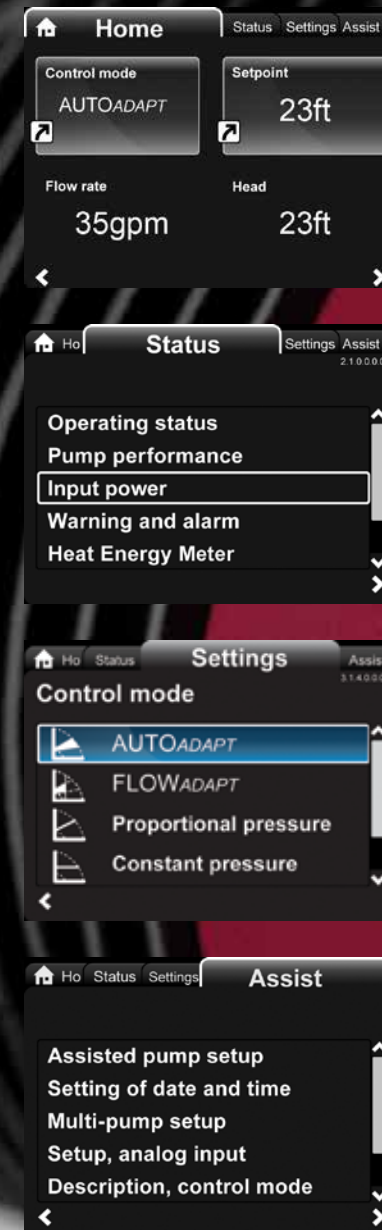 Home Status Settings Assist
Control mode Setpoint
AUTOADAPT 23ft
Flow rate Head
35gpm 23ft
Ho Status Settings Assist
Operating status
Pump performance
Input power
Warning and alarm
Heat Energy Meter
Ho Status Settings Assis
Control mode
AUTOADAPT
FLOWADAPT
Proportional pressure
Constant pressure
Ho Status Settings Assist
Assisted pump setup
Setting of date and time
Multi-pump setup
Setup, analog input
Description, control mode